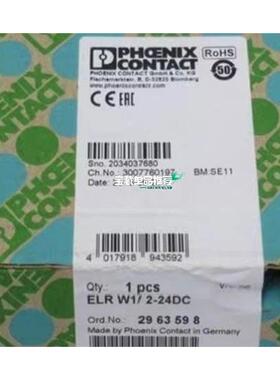 PHOENIX
CONTACT
RoHS
50
PHOENIX CONTACT GmbH & Co. KG
Flachsmarktstr. 8, D-32825 Blomberg
www.phoenixcontact.com
CE EAC
Sno. 2034037680
Ch.No.: 3007760197 BM:SE11
Date:
4 017918 943592
Qty.: 1 pcs
ELR W1/ 2-24DC
Ord.No.: 29 63 59 8
Made by Phoenix Contact in Germany